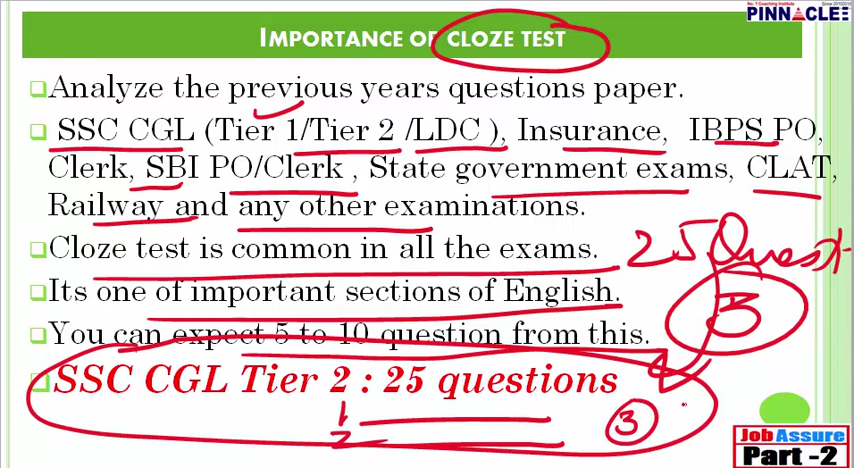 No. 1 Coaching Institute
PINNACLE
IMPORTANCE OF CLOZE TEST
Analyze the previous years questions paper.
SSC CGL (Tier 1/Tier 2 /LDC ), Insurance, IBPS PO,
Clerk, SBI PO/Clerk , State government exams, CLAT,
Railway and any other examinations.
Cloze test is common in all the exams.
25 Quest
Its one of important sections of English.
3
You can expect 5 to 10 question from this.
SSC CGL Tier 2 : 25 questions
1
2
3
Job Assure
Part -2